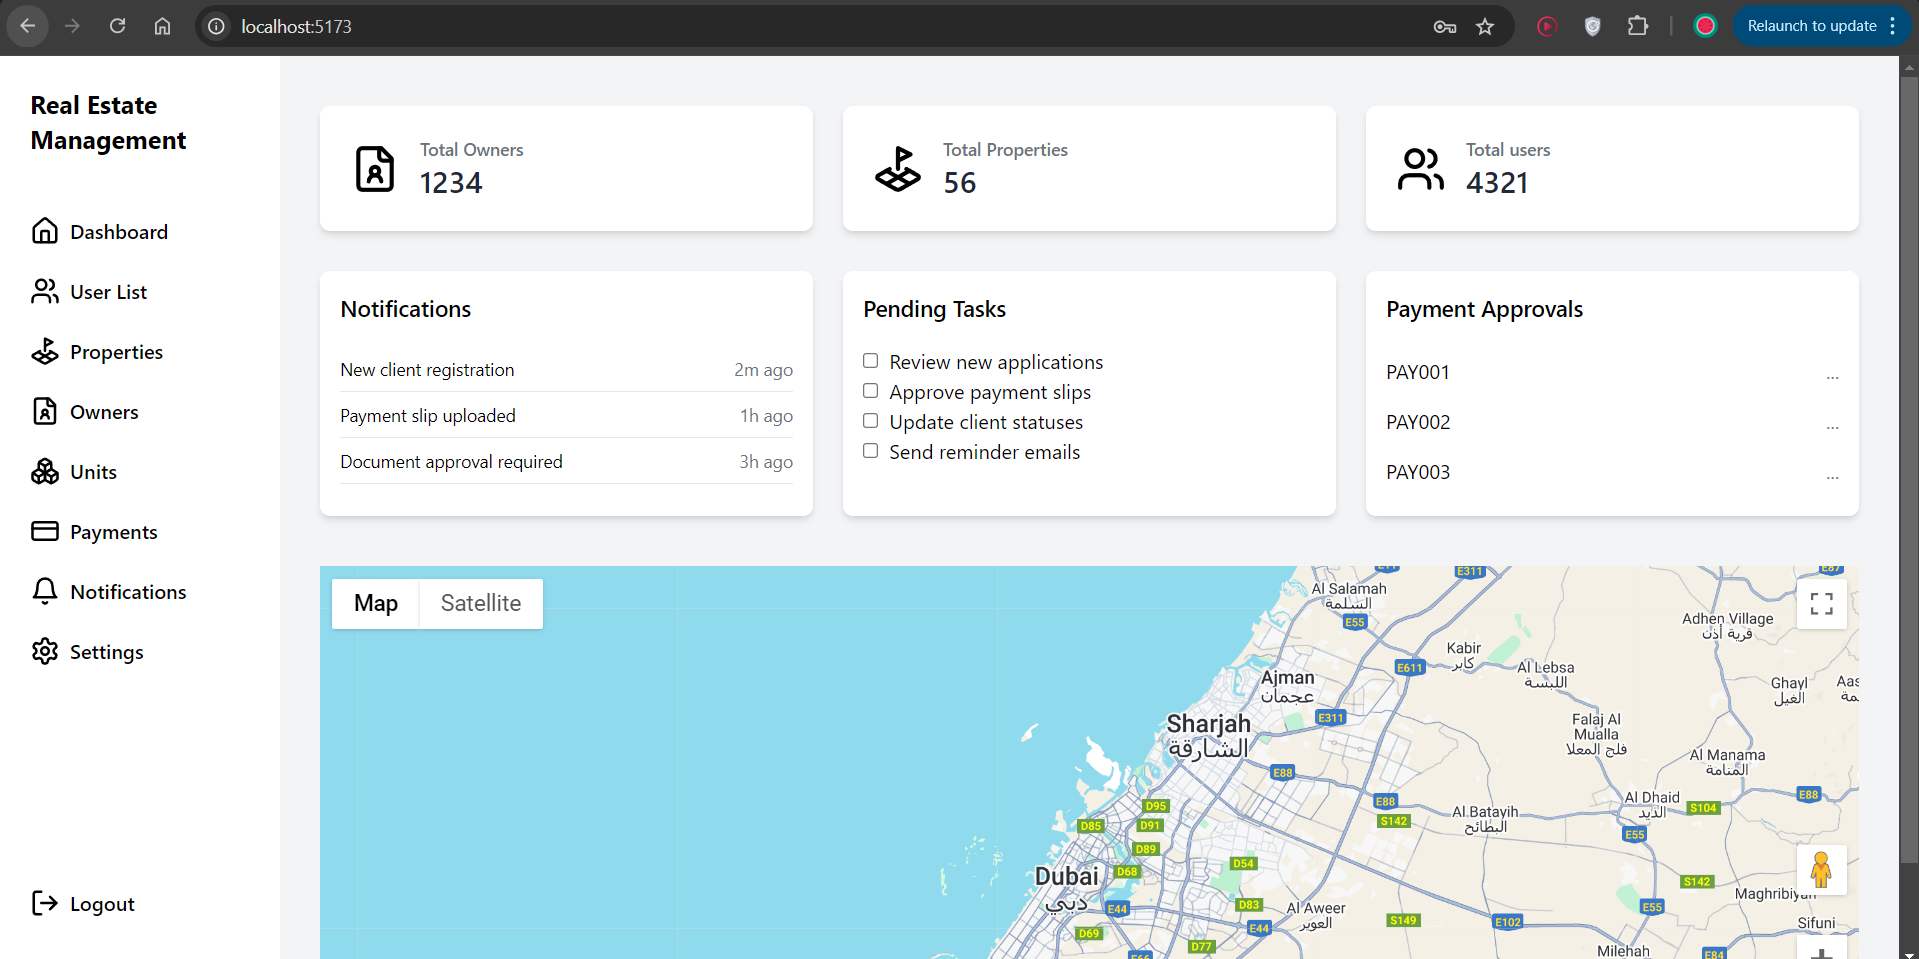 localhost:5173
Relaunch to update
Real Estate
Management
Dashboard
User List
Properties
Owners
Units
Payments
Notifications
Settings
Logout
Total Owners
1234
Total Properties
56
Total users
4321
Notifications
New client registration 2m ago
Payment slip uploaded 1h ago
Document approval required 3h ago
Pending Tasks
Review new applications
Approve payment slips
Update client statuses
Send reminder emails
Payment Approvals
PAY001 ...
PAY002 ...
PAY003 ...
Map Satellite
E311
E87
Al Salamah
السلمة
E55
Adhen Village
قرية أذن
Kabir
كابر
E611
Al Lebsa
اللبسة
Ajman
عجمان
Ghayl
الغيل
E311
Sharjah
الشارقة
Falaj Al
Mualla
فلج المعلا
Al Manama
المنامة
E88
E88
E88
S142
Al Batayih
البطائح
Al Dhaid
الذيد
S104
E55
D95
D85
D91
D89
D54
D68
Dubai
دبي
S142
Maghribiyah
D83
E44
E44
Al Aweer
العوير
S149
E102
E55
Sifuni
D69
D77
E66
Milehah
E84